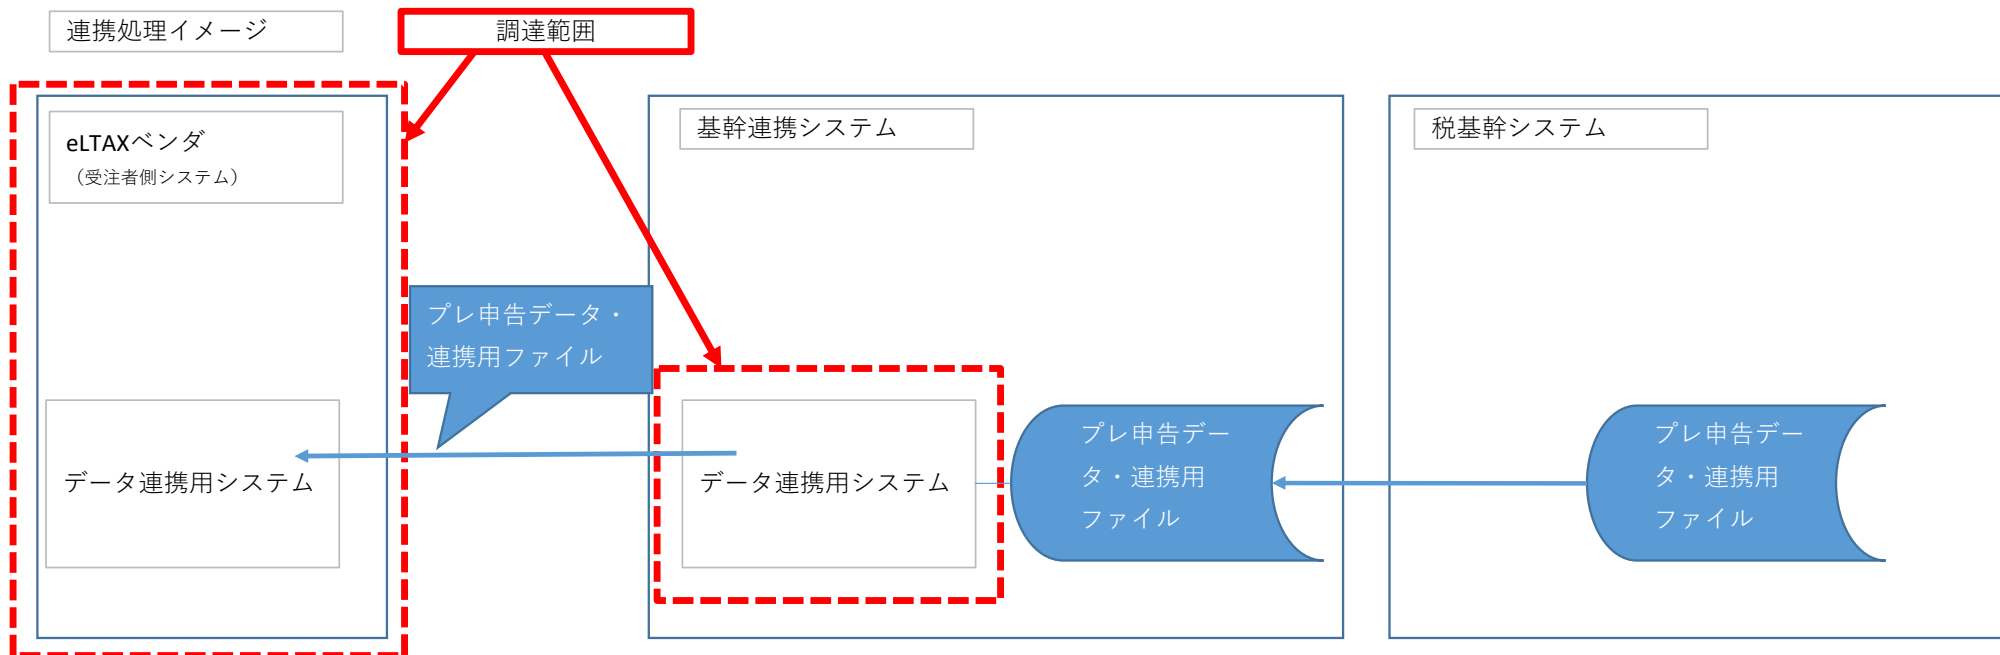 連携処理イメージ
調達範囲
eLTAXベンダ
（受注者側システム）
基幹連携システム
税基幹システム
プレ申告データ・
連携用ファイル
データ連携用システム
データ連携用システム
プレ申告デー
タ・連携用
ファイル
プレ申告デー
タ・連携用
ファイル